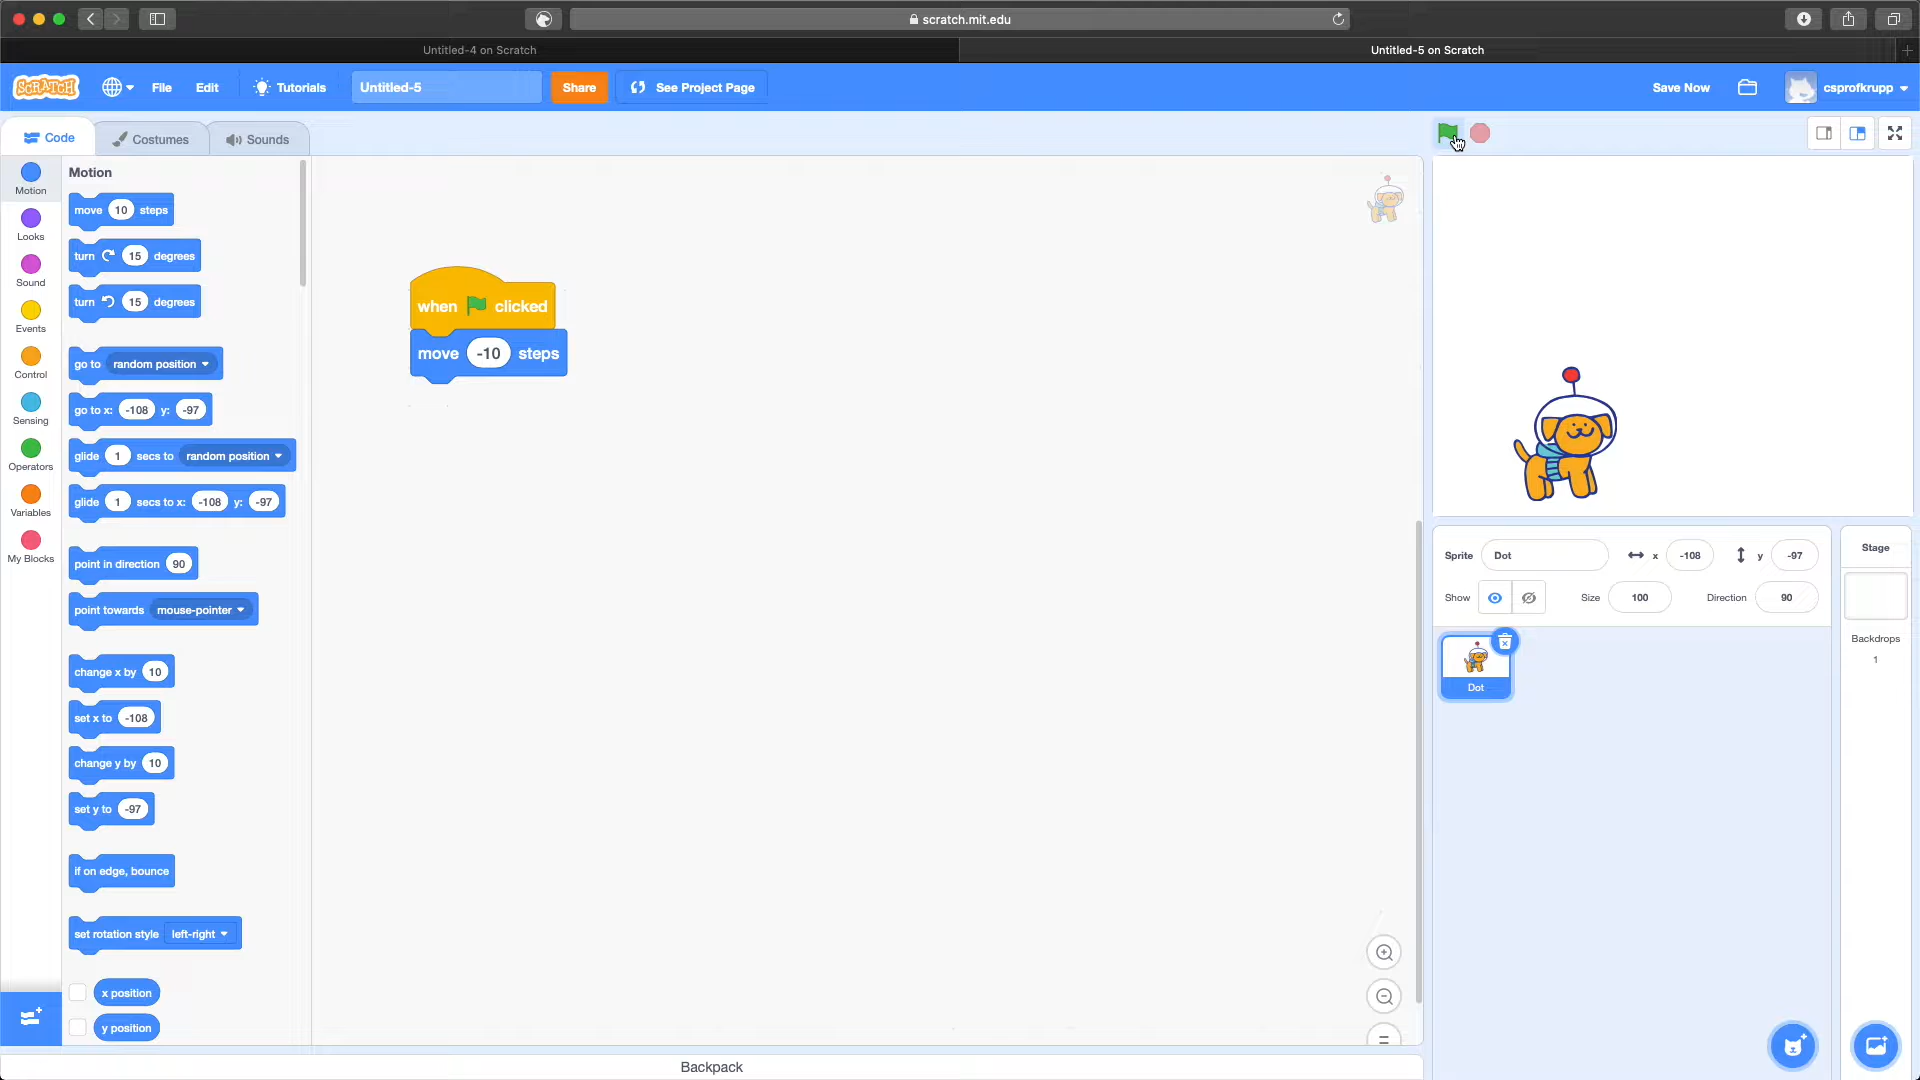 scratch.mit.edu
Untitled-4 on Scratch
Untitled-5 on Scratch
SCRATCH
File
Edit
Tutorials
Untitled-5
Share
See Project Page
Save Now
csprofkrupp
Code
Costumes
Sounds
Motion
Looks
Sound
Events
Control
Sensing
Operators
Variables
My Blocks
Motion
move 10 steps
turn 15 degrees
turn 15 degrees
go to random position
go to x: -108 y: -97
glide 1 secs to random position
glide 1 secs to x: -108 y: -97
point in direction 90
point towards mouse-pointer
change x by 10
set x to -108
change y by 10
set y to -97
if on edge, bounce
set rotation style left-right
x position
y position
when clicked
move -10 steps
Backpack
Sprite Dot x -108 y -97
Show Size 100 Direction 90
Dot
Stage
Backdrops
1